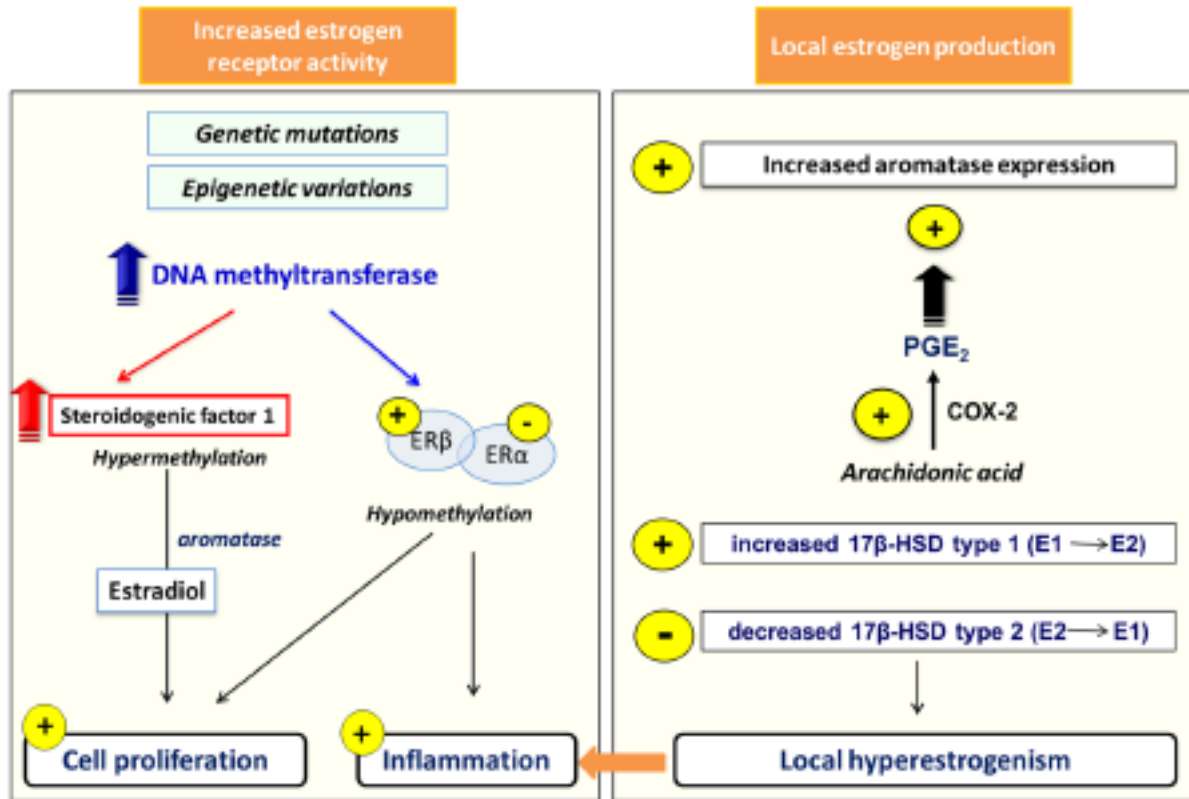 Increased estrogen
receptor activity
Genetic mutations
Epigenetic variations
DNA methyltransferase
Steroidogenic factor 1
Hypermethylation
+
-
ERβ
ERα
Hypomethylation
aromatase
Estradiol
+
Cell proliferation
+
Inflammation
Local estrogen production
+
Increased aromatase expression
+
PGE₂
+
COX-2
Arachidonic acid
+
increased 17β-HSD type 1 (E1 → E2)
-
decreased 17β-HSD type 2 (E2 → E1)
Local hyperestrogenism